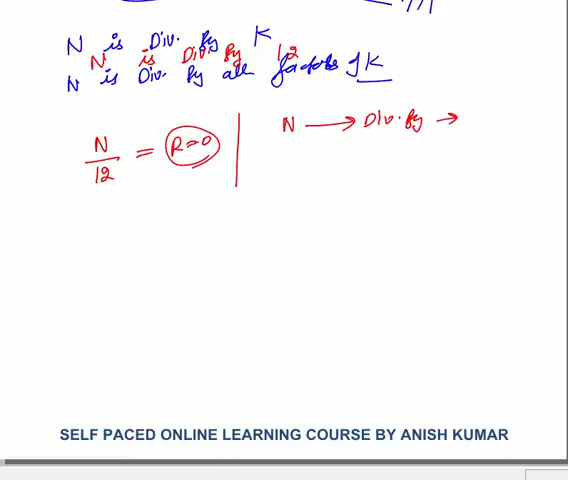 N is Div. By K
N is Div. By 12
N is Div. By all factors of K
N → Div. By →
N/12 = R=0
SELF PACED ONLINE LEARNING COURSE BY ANISH KUMAR